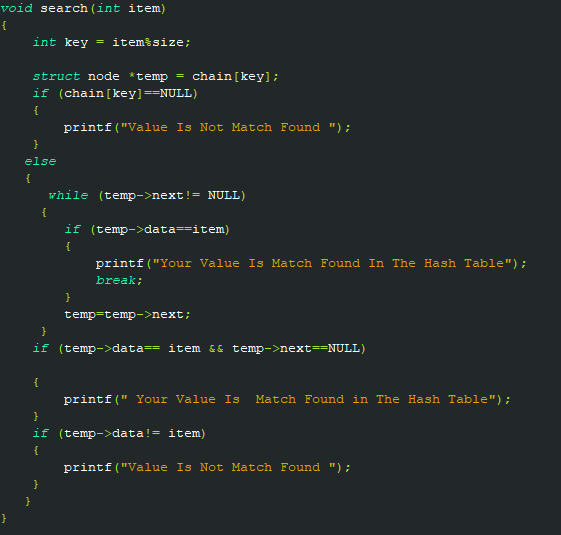 void search(int item)
{
    int key = item%size;

    struct node *temp = chain[key];
    if (chain[key]==NULL)
    {
        printf("Value Is Not Match Found ");
    }
   else
   {
      while (temp->next!= NULL)
     {
        if (temp->data==item)
        {
            printf("Your Value Is Match Found In The Hash Table");
            break;
        }
        temp=temp->next;
     }
    if (temp->data== item && temp->next==NULL)

    {
        printf(" Your Value Is  Match Found in The Hash Table");
    }
    if (temp->data!= item)
    {
        printf("Value Is Not Match Found ");
    }
   }
}